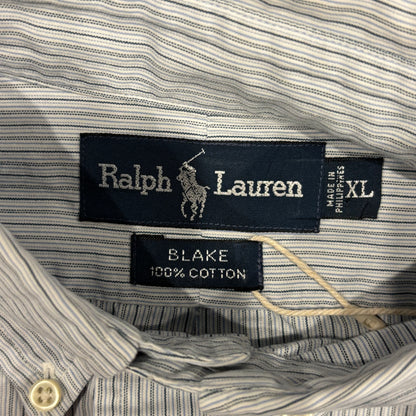 Ralph Lauren
MADE IN
PHILIPPINES
XL
BLAKE
100% COTTON